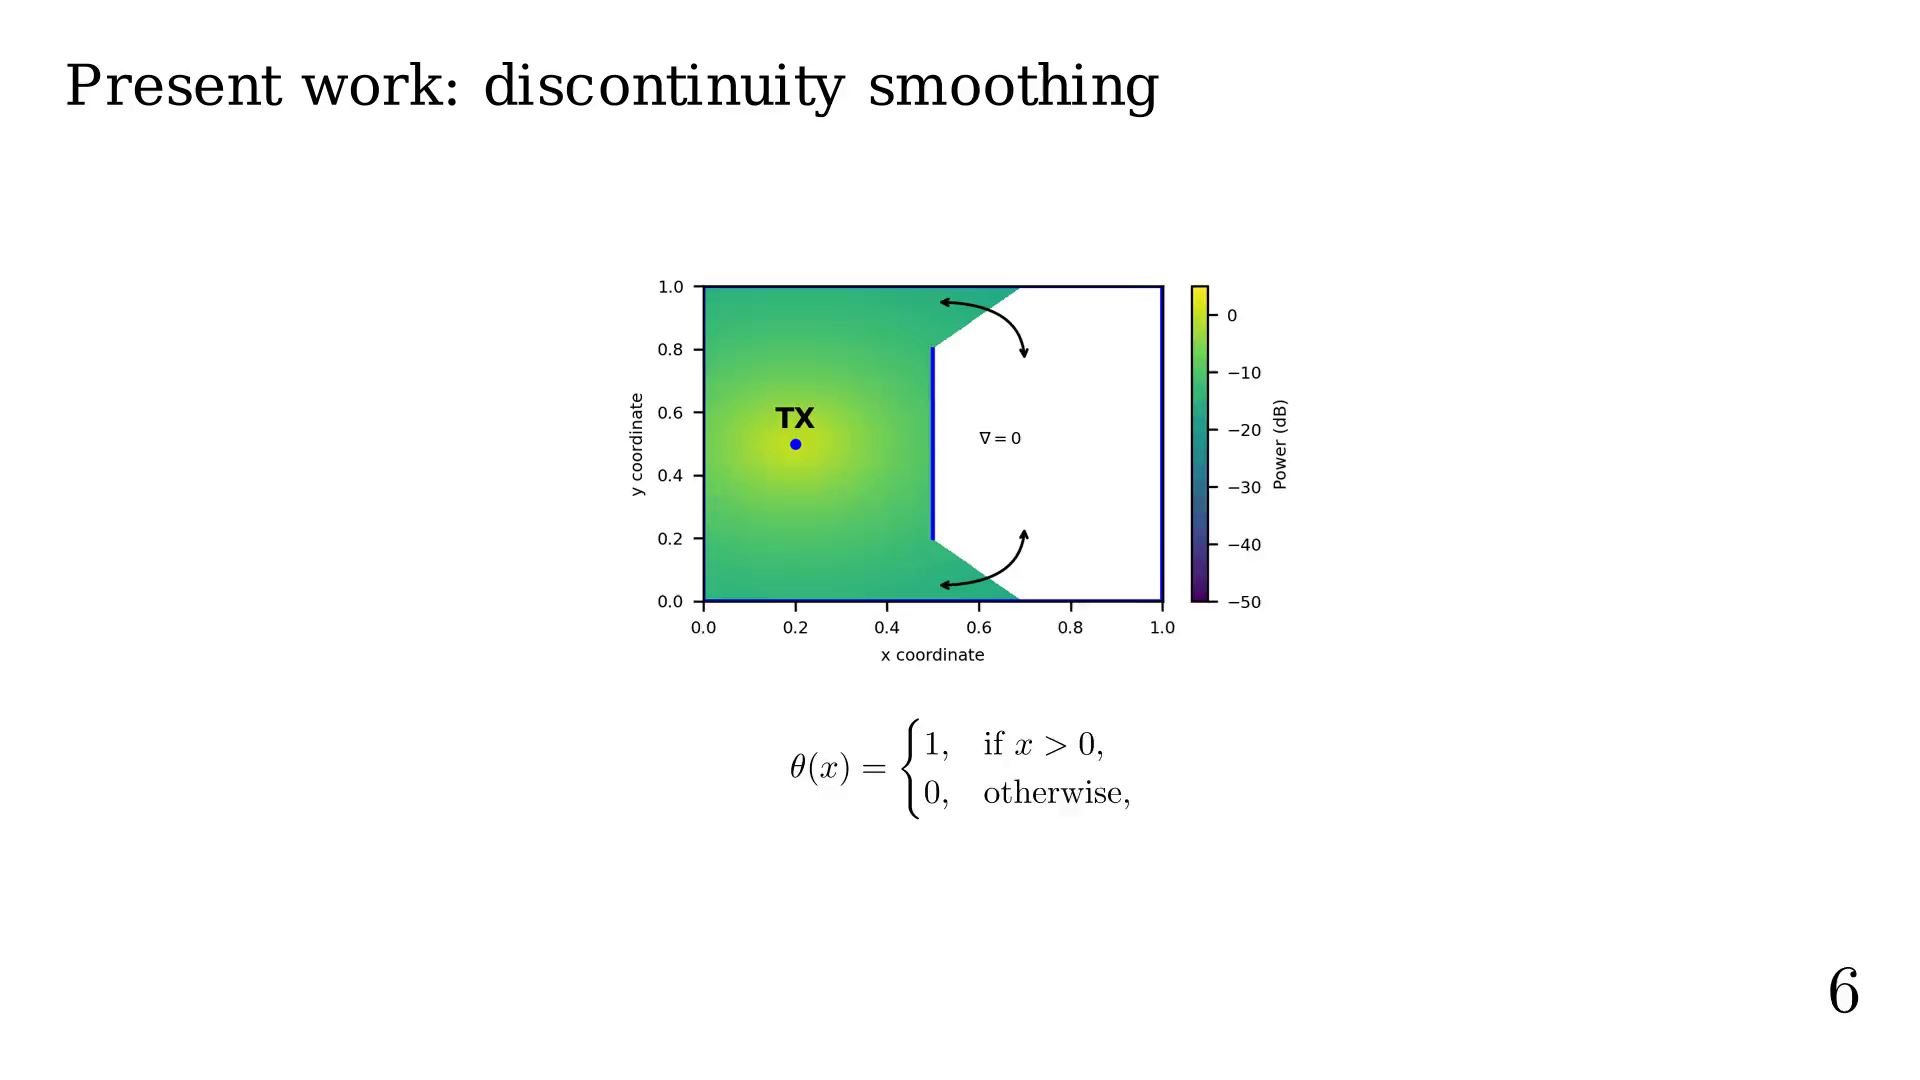 Present work: discontinuity smoothing
1.0
0.8
0.6
0.4
0.2
0.0
y coordinate
TX
∇ = 0
0.0 0.2 0.4 0.6 0.8 1.0
x coordinate
0
−10
−20
−30
−40
−50
Power (dB)
θ(x) = { 1, if x > 0,
0, otherwise,
6